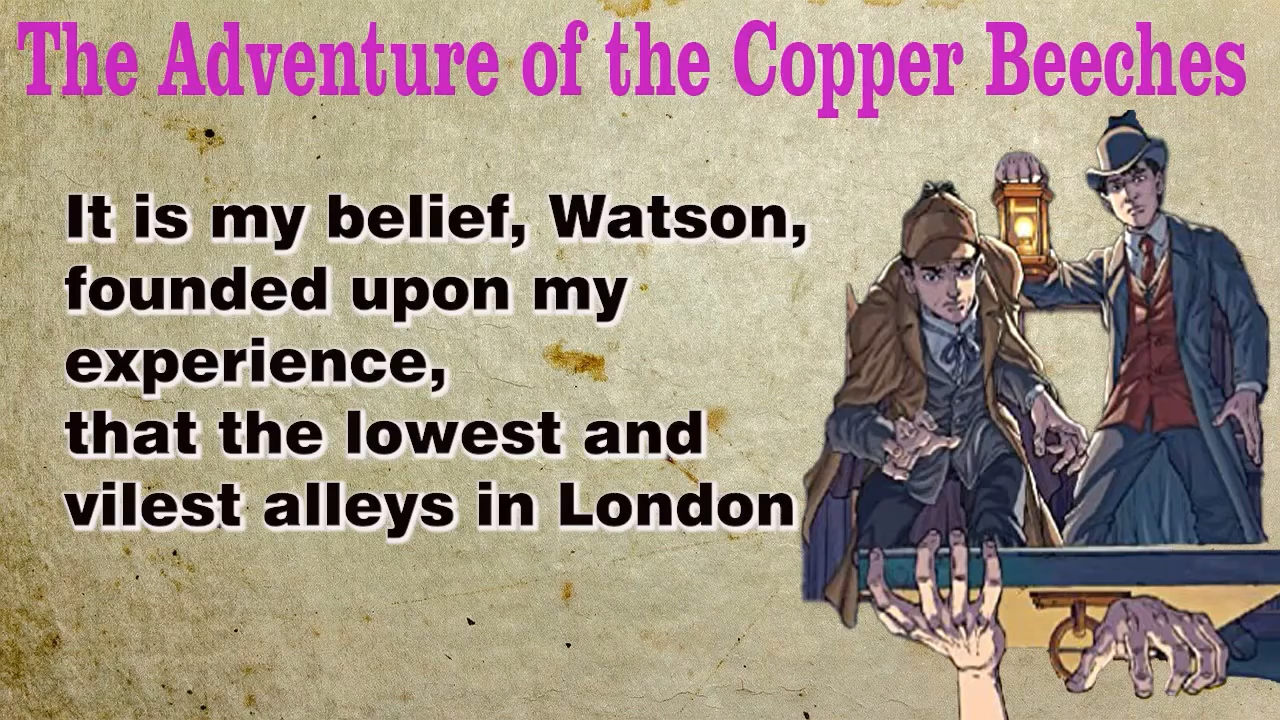 The Adventure of the Copper Beeches
It is my belief, Watson,
founded upon my
experience,
that the lowest and
vilest alleys in London